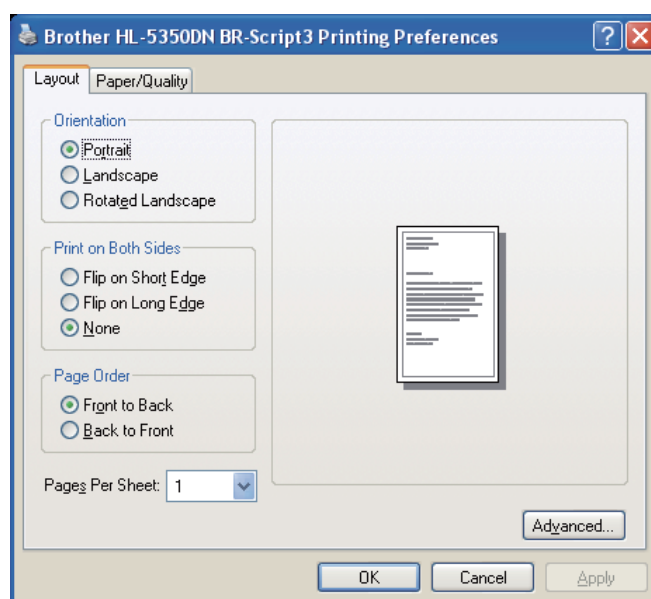 Brother HL-5350DN BR-Script3 Printing Preferences
Layout
Paper/Quality
Orientation
Portrait
Landscape
Rotated Landscape
Print on Both Sides
Flip on Short Edge
Flip on Long Edge
None
Page Order
Front to Back
Back to Front
Pages Per Sheet: 1
Advanced...
OK
Cancel
Apply